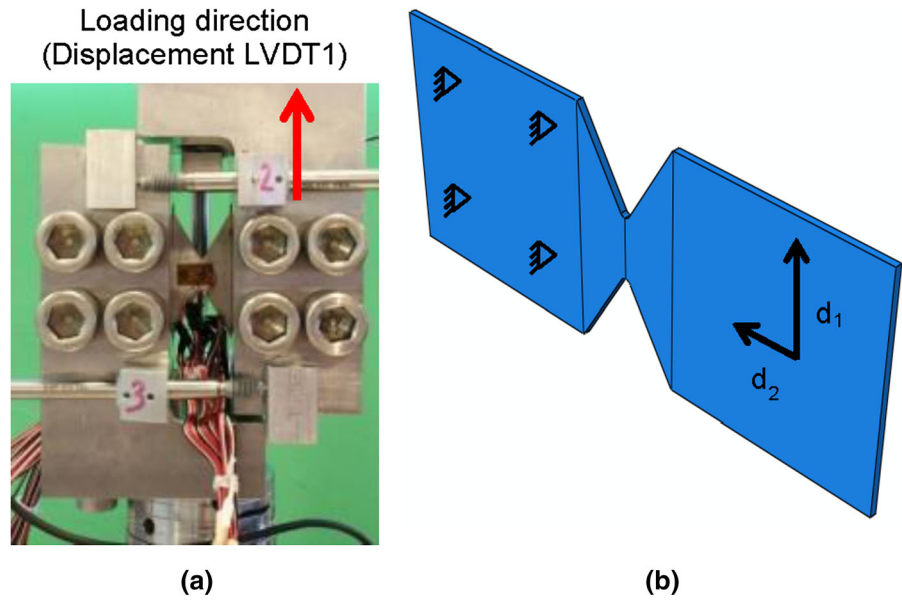 Loading direction
(Displacement LVDT1)
2
3
d1
d2
(a)
(b)